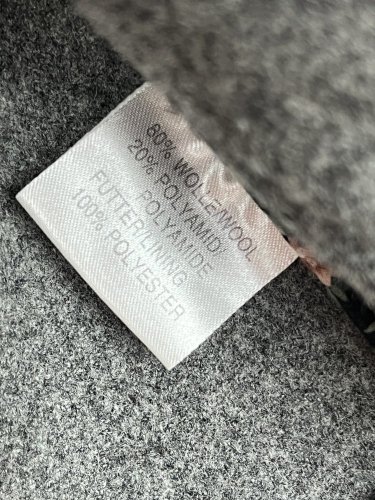 80% WOLLE/WOOL
20% POLYAMID/
POLYAMIDE
FUTTER/LINING
100% POLYESTER